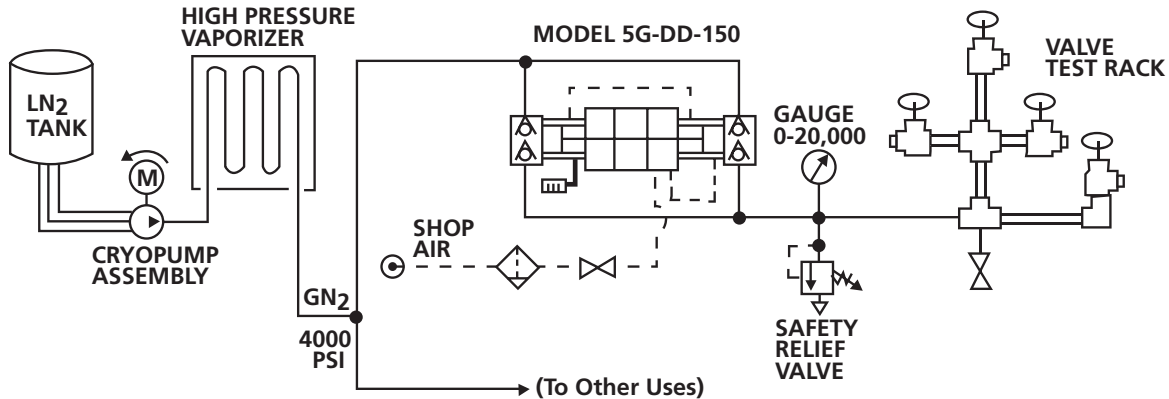 HIGH PRESSURE
VAPORIZER
MODEL 5G-DD-150
VALVE
TEST RACK
LN2
TANK
GAUGE
0-20,000
M
SHOP
AIR
CRYOPUMP
ASSEMBLY
GN2
4000
PSI
SAFETY
RELIEF
VALVE
(To Other Uses)